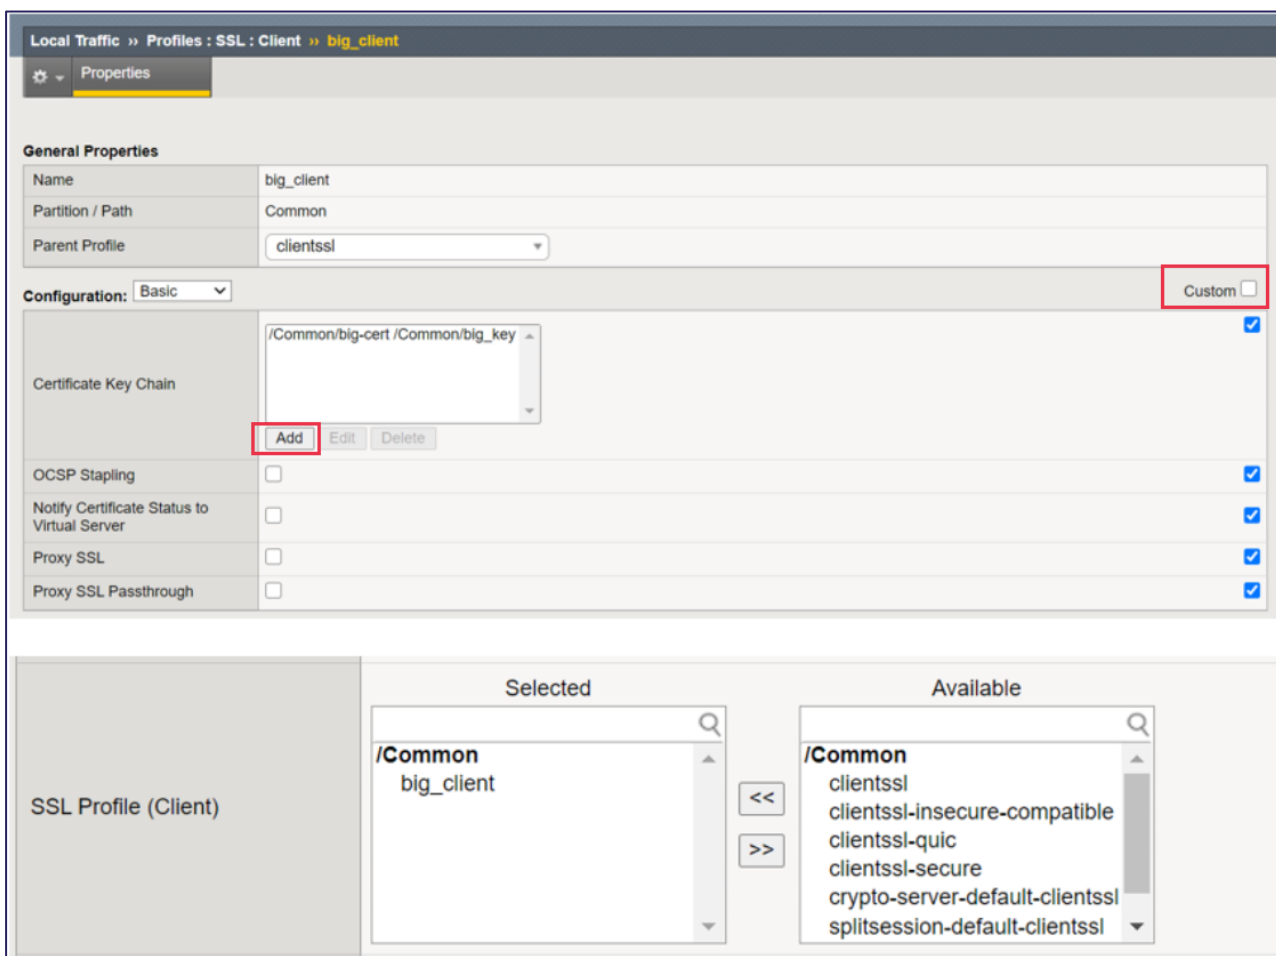 Local Traffic ›› Profiles : SSL : Client ›› big_client
Properties
General Properties
Name big_client
Partition / Path Common
Parent Profile clientssl
Configuration: Basic Custom
/Common/big-cert /Common/big_key
Certificate Key Chain
Add Edit Delete
OCSP Stapling
Notify Certificate Status to
Virtual Server
Proxy SSL
Proxy SSL Passthrough
Selected Available
/Common /Common
big_client clientssl
clientssl-insecure-compatible
SSL Profile (Client) << clientssl-quic
>> clientssl-secure
crypto-server-default-clientssl
splitsession-default-clientssl